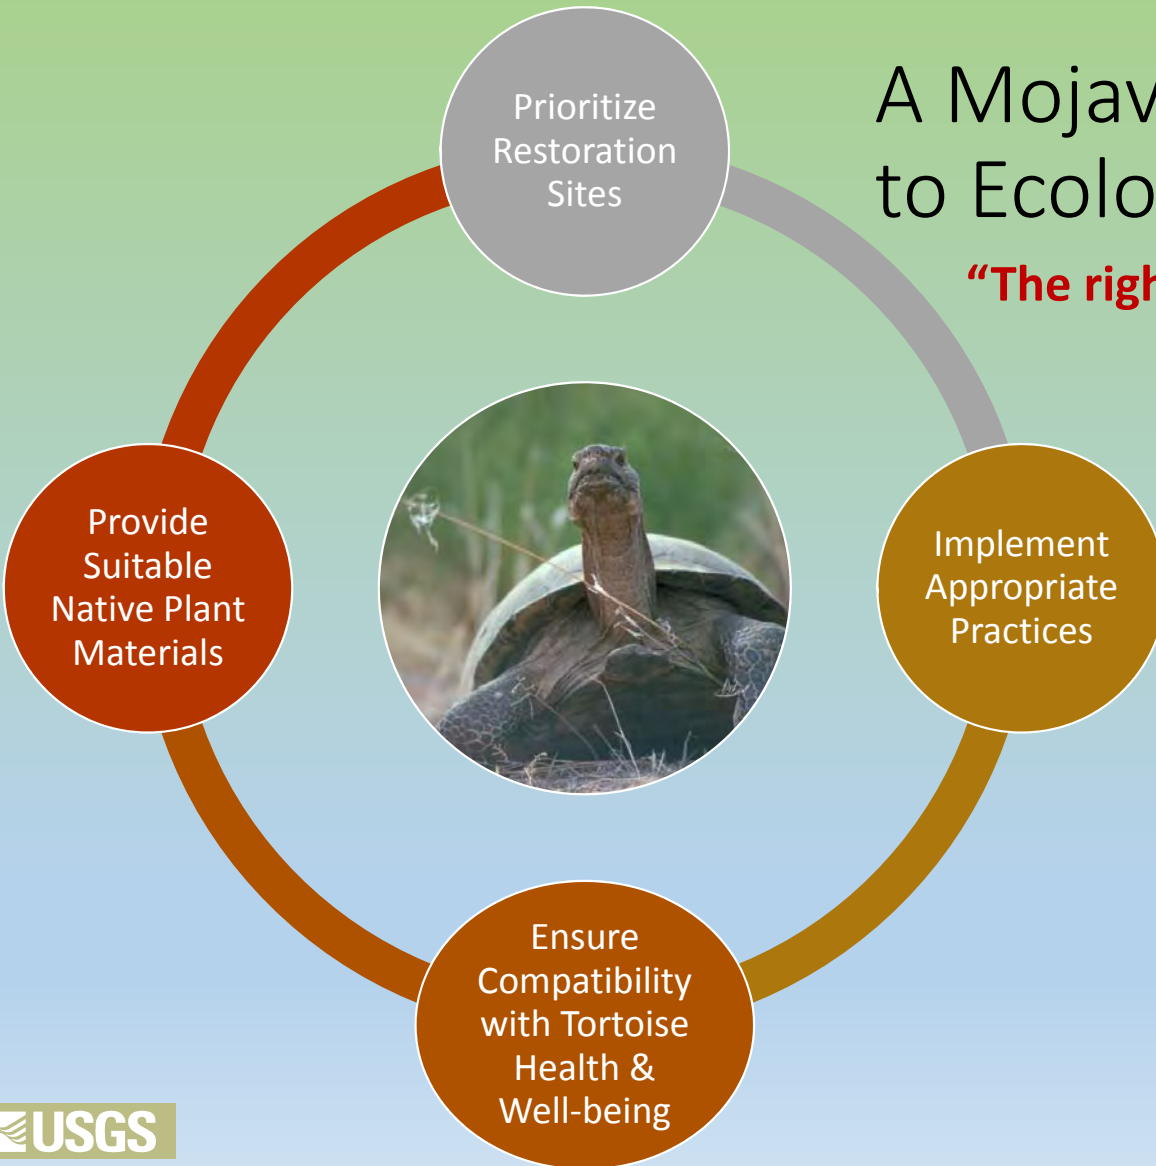 A Mojav
to Ecolo
“The righ
Prioritize
Restoration
Sites
Implement
Appropriate
Practices
Ensure
Compatibility
with Tortoise
Health &
Well-being
Provide
Suitable
Native Plant
Materials
USGS